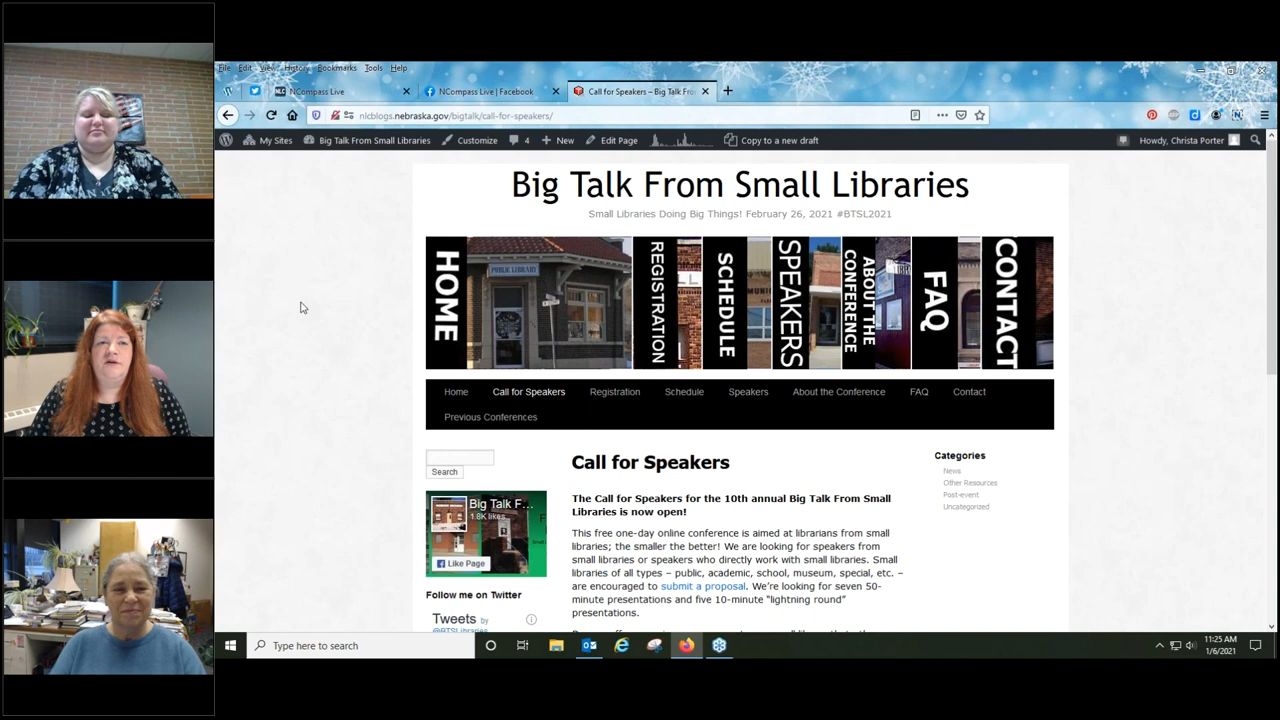 File Edit View History Bookmarks Tools Help
NLC NCompass Live
NCompass Live | Facebook
Call for Speakers – Big Talk Fro
nlcblogs.nebraska.gov/bigtalk/call-for-speakers/
My Sites Big Talk From Small Libraries Customize 4 New Edit Page Copy to a new draft Howdy, Christa Porter
Big Talk From Small Libraries
Small Libraries Doing Big Things! February 26, 2021 #BTSL2021
HOME
PUBLIC LIBRARY
REGISTRATION
SCHEDULE
SPEAKERS
ABOUT THE CONFERENCE
FAQ
CONTACT
Home Call for Speakers Registration Schedule Speakers About the Conference FAQ Contact
Previous Conferences
Search
Big Talk F...
1.8K likes
Like Page
Follow me on Twitter
Tweets by
@BTSLibraries
Call for Speakers
The Call for Speakers for the 10th annual Big Talk From Small
Libraries is now open!
This free one-day online conference is aimed at librarians from small
libraries; the smaller the better! We are looking for speakers from
small libraries or speakers who directly work with small libraries. Small
libraries of all types – public, academic, school, museum, special, etc. –
are encouraged to submit a proposal. We're looking for seven 50-
minute presentations and five 10-minute "lightning round"
presentations.
Categories
News
Other Resources
Post-event
Uncategorized
Type here to search
11:25 AM
1/6/2021